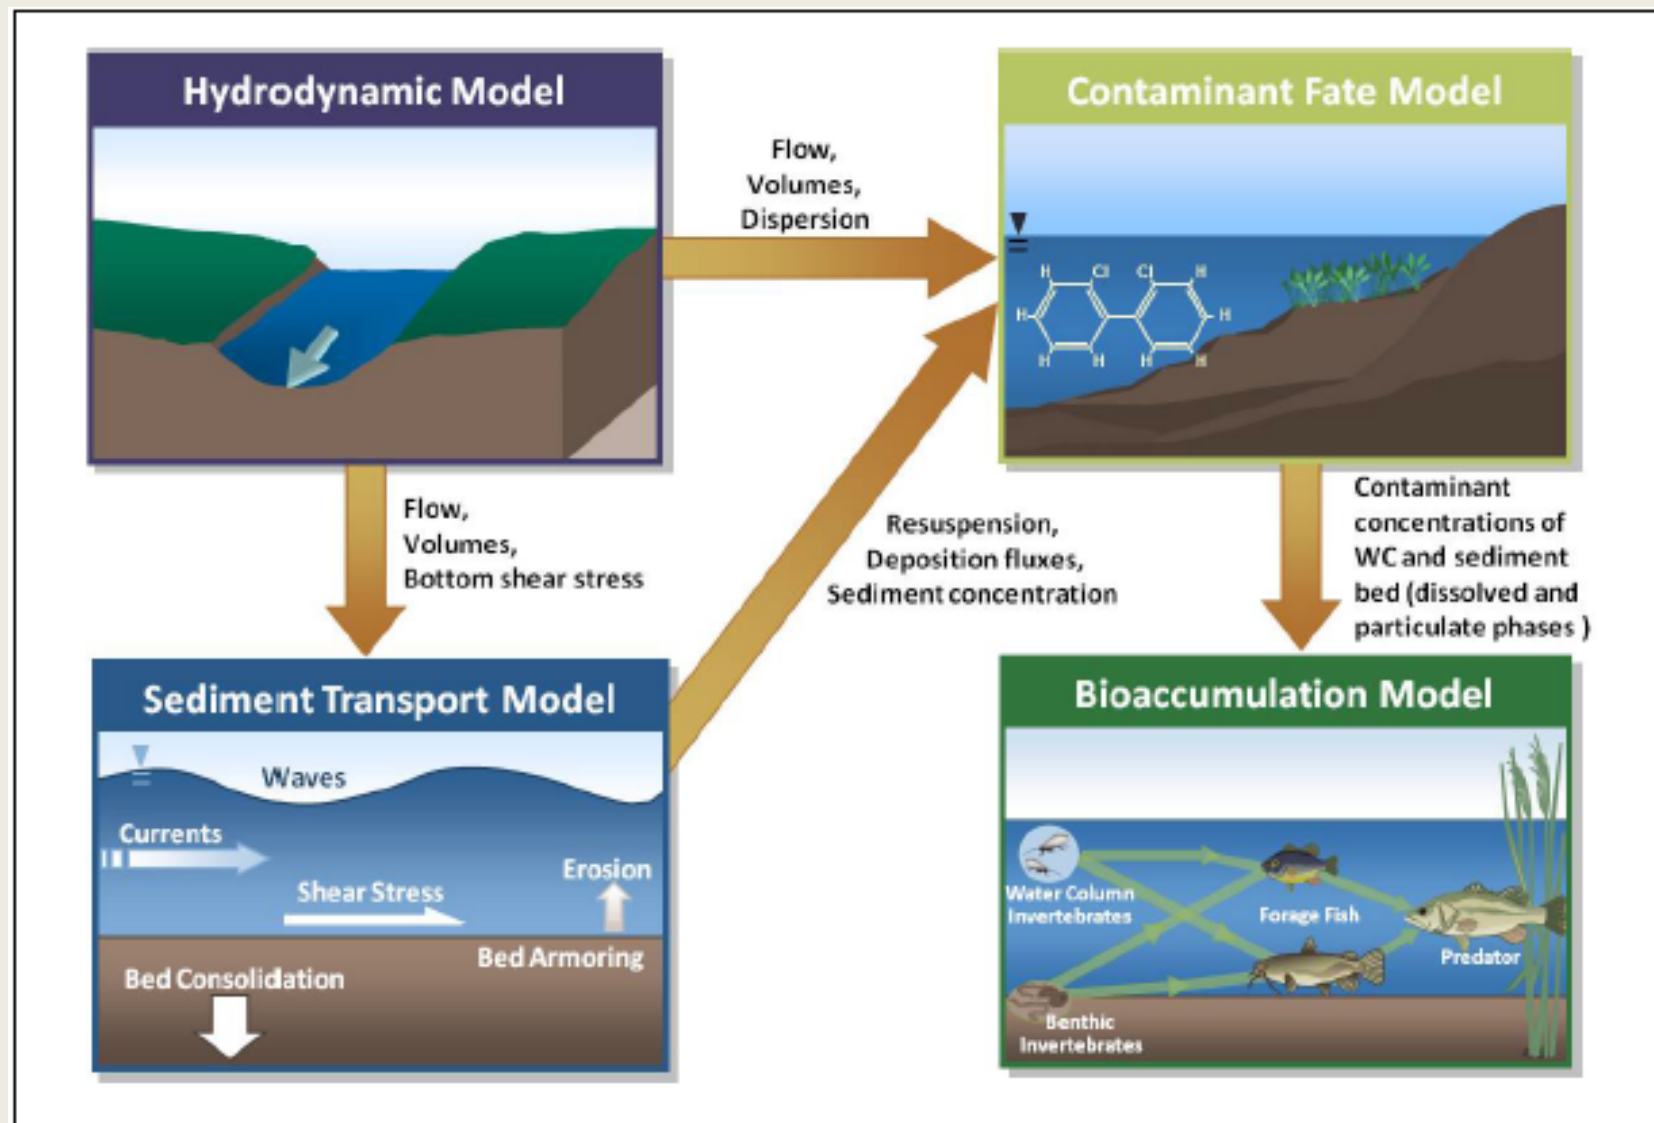 Hydrodynamic Model
Flow,
Volumes,
Dispersion
Contaminant Fate Model
H
Cl
Cl
H
H
H
H
H
H
H
Flow,
Volumes,
Bottom shear stress
Resuspension,
Deposition fluxes,
Sediment concentration
Contaminant
concentrations of
WC and sediment
bed (dissolved and
particulate phases )
Sediment Transport Model
Waves
Currents
Shear Stress
Erosion
Bed Armoring
Bed Consolidation
Bioaccumulation Model
Water Column
Invertebrates
Forage Fish
Predator
Benthic
Invertebrates